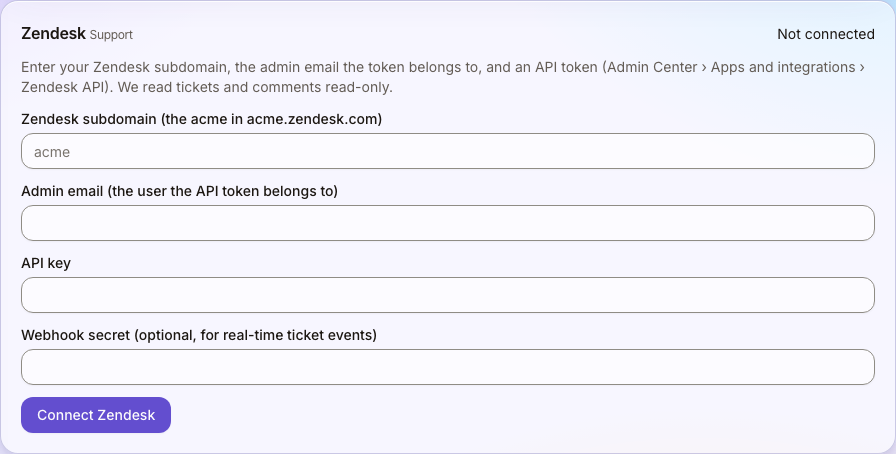 Zendesk Support
Not connected
Enter your Zendesk subdomain, the admin email the token belongs to, and an API token (Admin Center › Apps and integrations ›
Zendesk API). We read tickets and comments read-only.
Zendesk subdomain (the acme in acme.zendesk.com)
acme
Admin email (the user the API token belongs to)
API key
Webhook secret (optional, for real-time ticket events)
Connect Zendesk